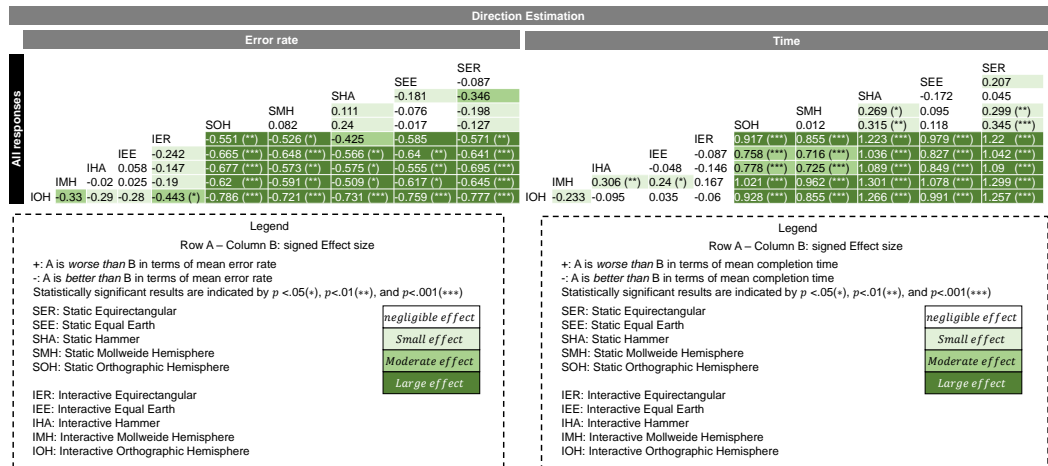 Direction Estimation
Error rate
All responses
SER
SEE -0.087
SHA -0.181 -0.346
SMH 0.111 -0.076 -0.198
SOH 0.082 0.24 -0.017 -0.127
IER -0.551 (**) -0.526 (*) -0.425 -0.585 -0.571 (**)
IEE -0.242 -0.665 (***) -0.648 (***) -0.566 (**) -0.64 (**) -0.641 (***)
IHA 0.058 -0.147 -0.677 (***) -0.573 (**) -0.575 (**) -0.555 (**) -0.695 (***)
IMH -0.02 0.025 -0.19 -0.62 (***) -0.591 (**) -0.509 (*) -0.617 (*) -0.645 (***)
IOH -0.33 -0.29 -0.28 -0.443 (*) -0.786 (***) -0.721 (***) -0.731 (***) -0.759 (***) -0.777 (***)
Legend
Row A – Column B: signed Effect size
+: A is worse than B in terms of mean error rate
-: A is better than B in terms of mean error rate
Statistically significant results are indicated by p <.05(*), p<.01(**), and p<.001(***)
SER: Static Equirectangular
SEE: Static Equal Earth
SHA: Static Hammer
SMH: Static Mollweide Hemisphere
SOH: Static Orthographic Hemisphere
negligible effect
Small effect
Moderate effect
Large effect
IER: Interactive Equirectangular
IEE: Interactive Equal Earth
IHA: Interactive Hammer
IMH: Interactive Mollweide Hemisphere
IOH: Interactive Orthographic Hemisphere
Time
SER
SEE 0.207
SHA -0.172 0.045
SMH 0.269 (*) 0.095 0.299 (**)
SOH 0.012 0.315 (**) 0.118 0.345 (***)
IER 0.917 (***) 0.855 (***) 1.223 (***) 0.979 (***) 1.22 (***)
IEE -0.087 0.758 (***) 0.716 (***) 1.036 (***) 0.827 (***) 1.042 (***)
IHA -0.048 -0.146 0.778 (***) 0.725 (***) 1.089 (***) 0.849 (***) 1.09 (***)
IMH 0.306 (**) 0.24 (*) 0.167 1.021 (***) 0.962 (***) 1.301 (***) 1.078 (***) 1.299 (***)
IOH -0.233 -0.095 0.035 -0.06 0.928 (***) 0.855 (***) 1.266 (***) 0.991 (***) 1.257 (***)
Legend
Row A – Column B: signed Effect size
+: A is worse than B in terms of mean completion time
-: A is better than B in terms of mean completion time
Statistically significant results are indicated by p <.05(*), p<.01(**), and p<.001(***)
SER: Static Equirectangular
SEE: Static Equal Earth
SHA: Static Hammer
SMH: Static Mollweide Hemisphere
SOH: Static Orthographic Hemisphere
negligible effect
Small effect
Moderate effect
Large effect
IER: Interactive Equirectangular
IEE: Interactive Equal Earth
IHA: Interactive Hammer
IMH: Interactive Mollweide Hemisphere
IOH: Interactive Orthographic Hemisphere